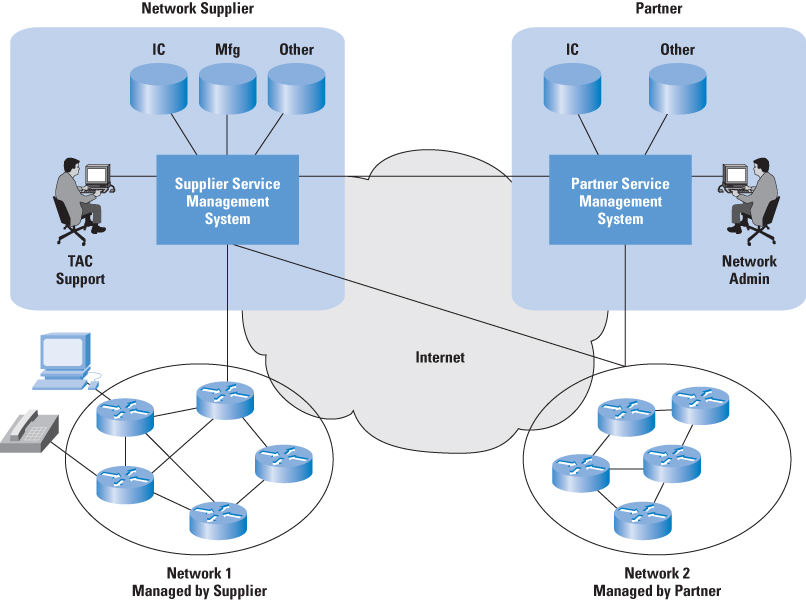 Network Supplier
Partner
IC
Mfg
Other
IC
Other
Supplier Service
Management
System
Partner Service
Management
System
TAC
Support
Network
Admin
Internet
Network 1
Managed by Supplier
Network 2
Managed by Partner